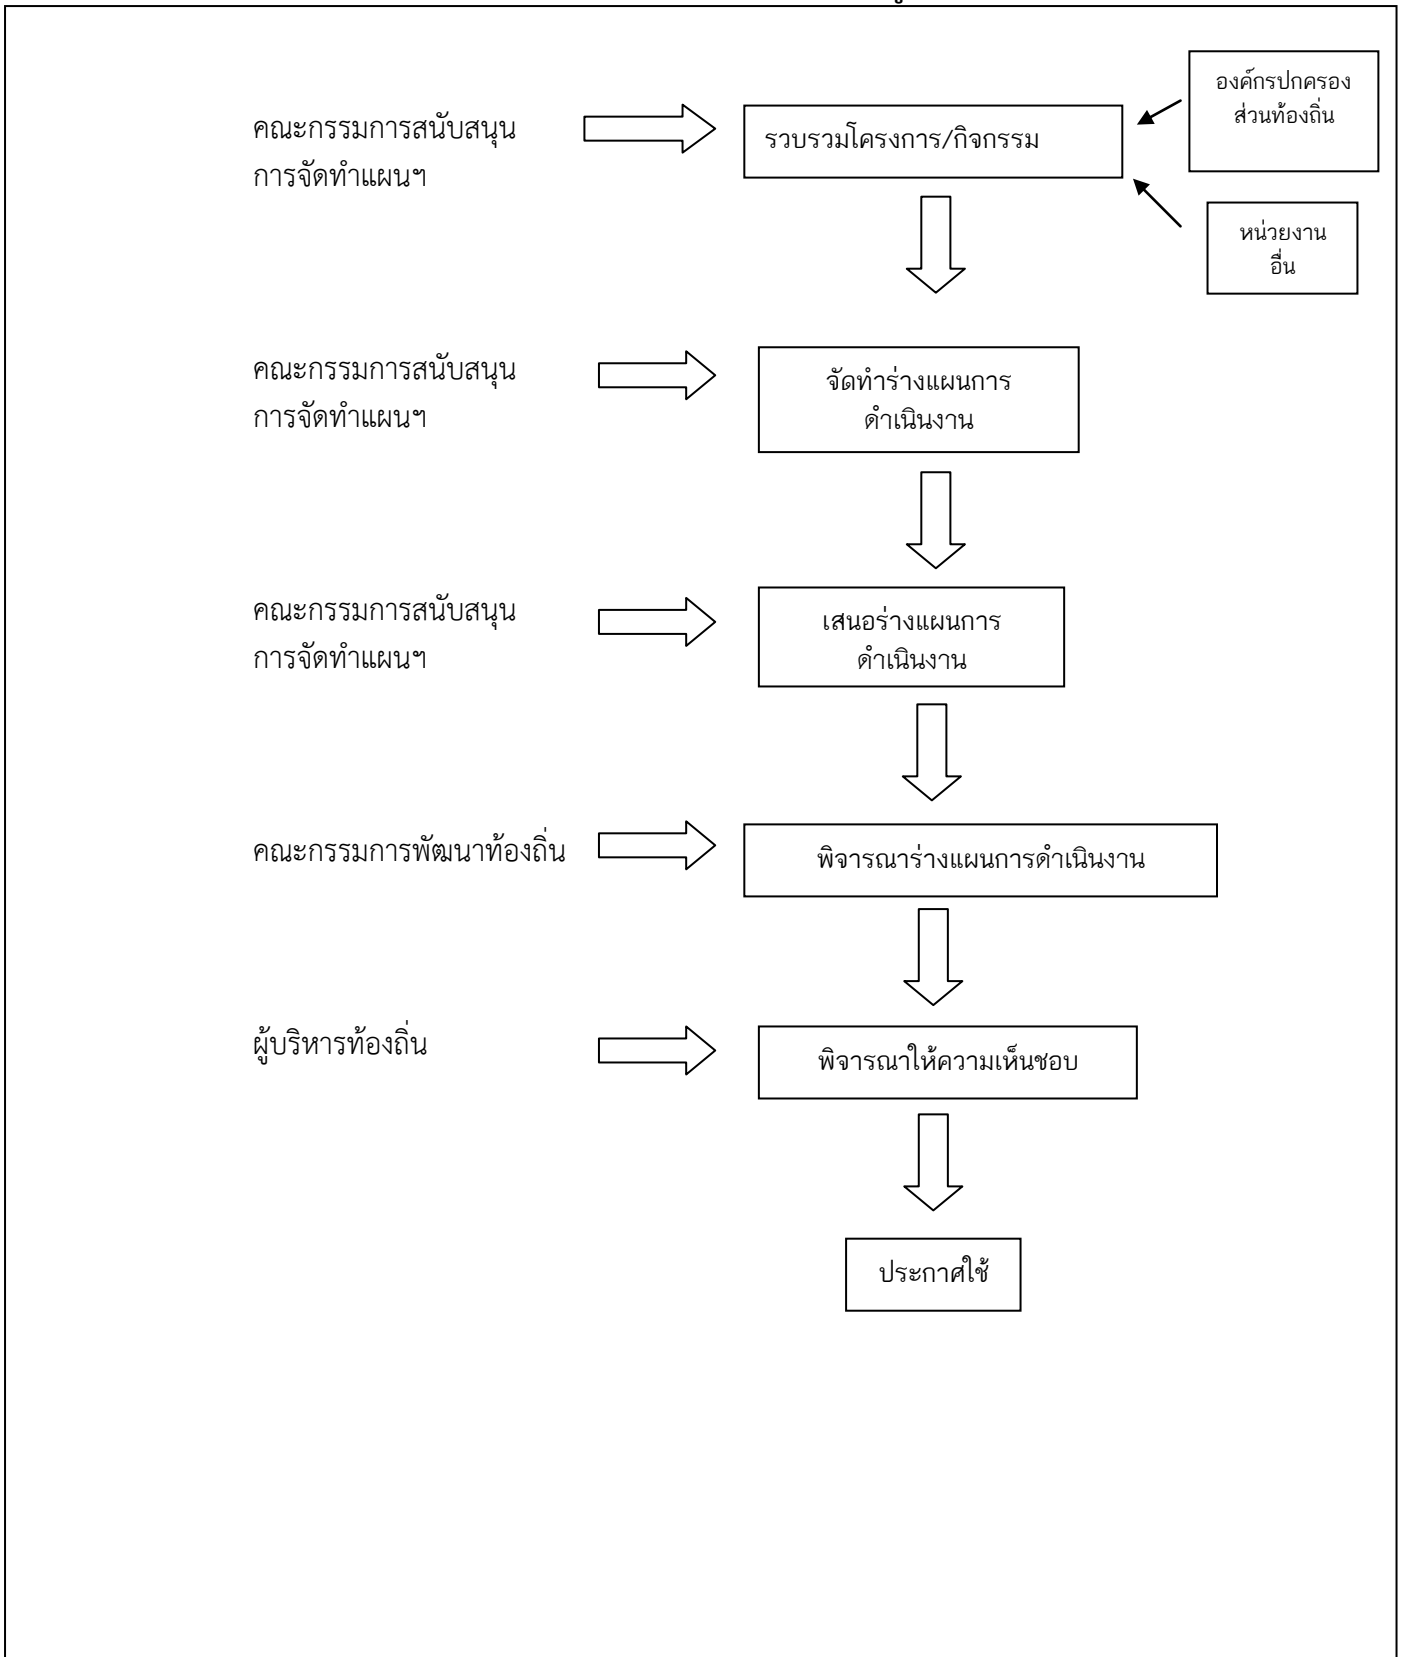 องค์กรปกครอง
ส่วนท้องถิ่น
คณะกรรมการสนับสนุน
การจัดทำแผนฯ
รวบรวมโครงการ/กิจกรรม
หน่วยงาน
อื่น
คณะกรรมการสนับสนุน
การจัดทำแผนฯ
จัดทำร่างแผนการ
ดำเนินงาน
คณะกรรมการสนับสนุน
การจัดทำแผนฯ
เสนอร่างแผนการ
ดำเนินงาน
คณะกรรมการพัฒนาท้องถิ่น
พิจารณาร่างแผนการดำเนินงาน
ผู้บริหารท้องถิ่น
พิจารณาให้ความเห็นชอบ
ประกาศใช้